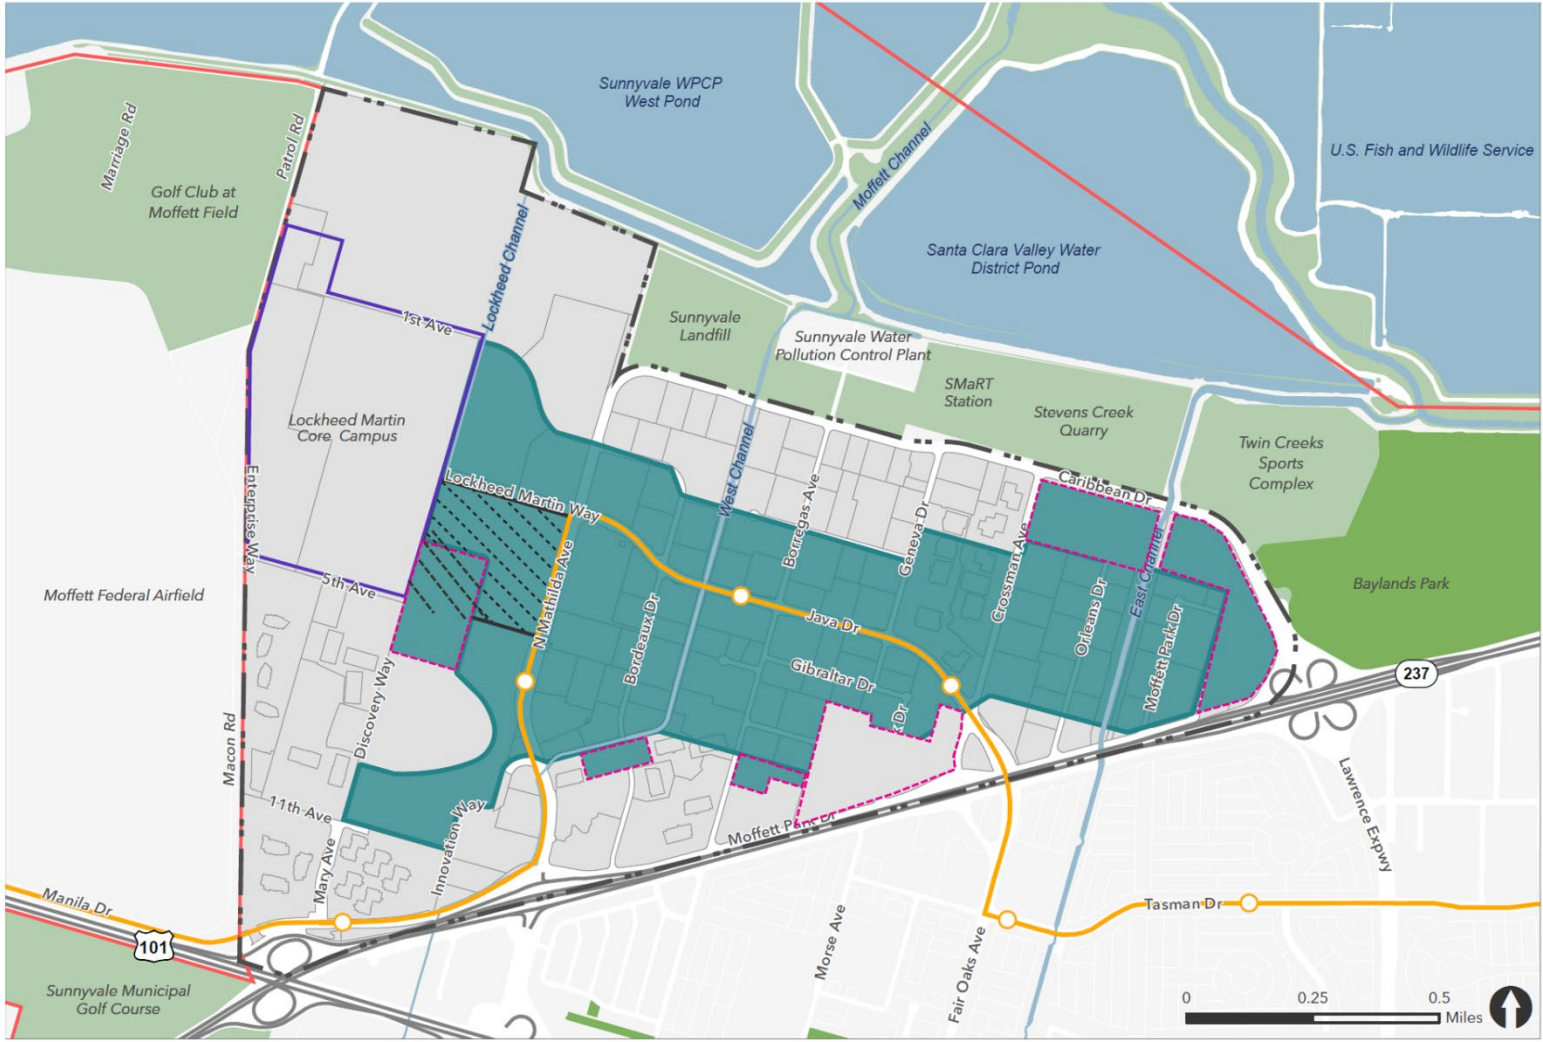 Sunnyvale WPCP
West Pond
Marriage Rd
Patrol Rd
Moffett Channel
U.S. Fish and Wildlife Service
Golf Club at
Moffett Field
Lockheed Channel
Santa Clara Valley Water
District Pond
1st Ave
Sunnyvale
Landfill
Sunnyvale Water
Pollution Control Plant
SMaRT
Station
Stevens Creek
Quarry
Lockheed Martin
Core Campus
Twin Creeks
Sports
Complex
West Channel
Caribbean Dr
Enterprise Way
Lockheed Martin Way
Borregas Ave
Geneva Dr
Crossman Ave
East Channel
5th Ave
Moffett Federal Airfield
N Mathilda Ave
Bordeaux Dr
Java Dr
Orleans Dr
Moffett Park Dr
Baylands Park
Gibraltar Dr
Discovery Way
x Dr
237
Macon Rd
11th Ave
Innovation Way
Moffett Park Dr
Lawrence Expwy
Mary Ave
Manila Dr
101
Morse Ave
Fair Oaks Ave
Tasman Dr
Sunnyvale Municipal
Golf Course
0 0.25 0.5
Miles